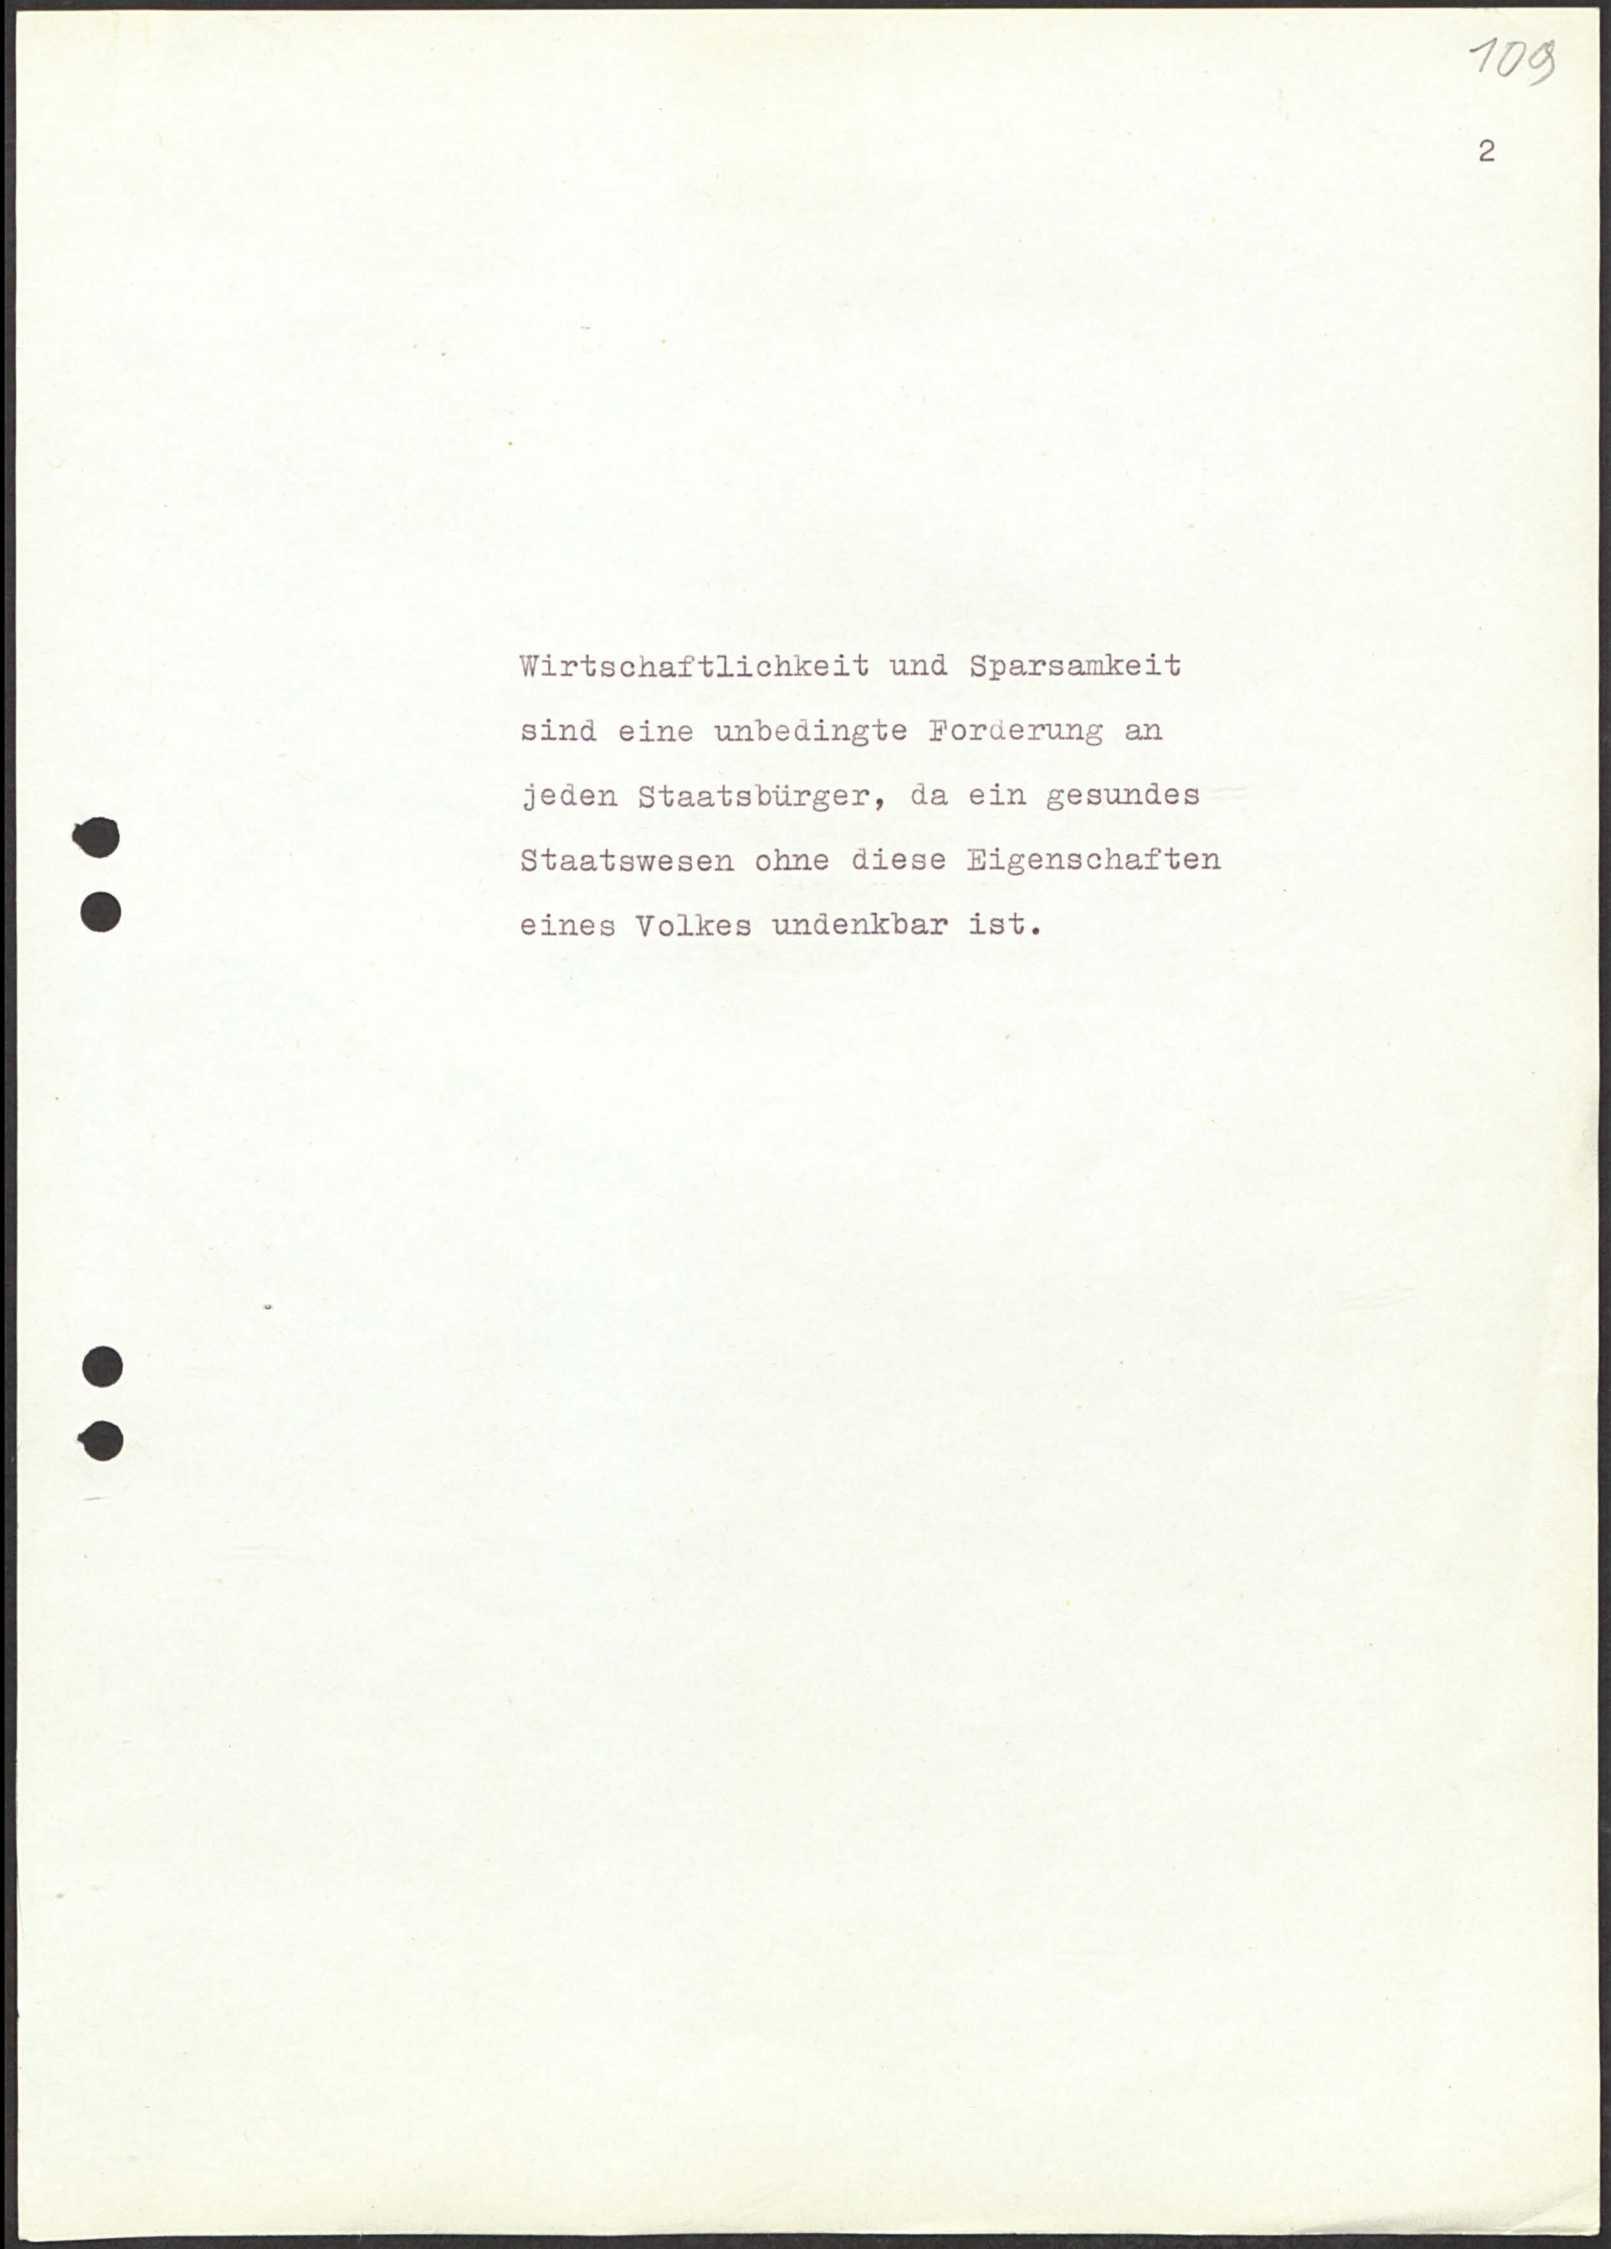 109
2
Wirtschaftlichkeit und Sparsamkeit
sind eine unbedingte Forderung an
jeden Staatsbürger, da ein gesundes
Staatswesen ohne diese Eigenschaften
eines Volkes undenkbar ist.